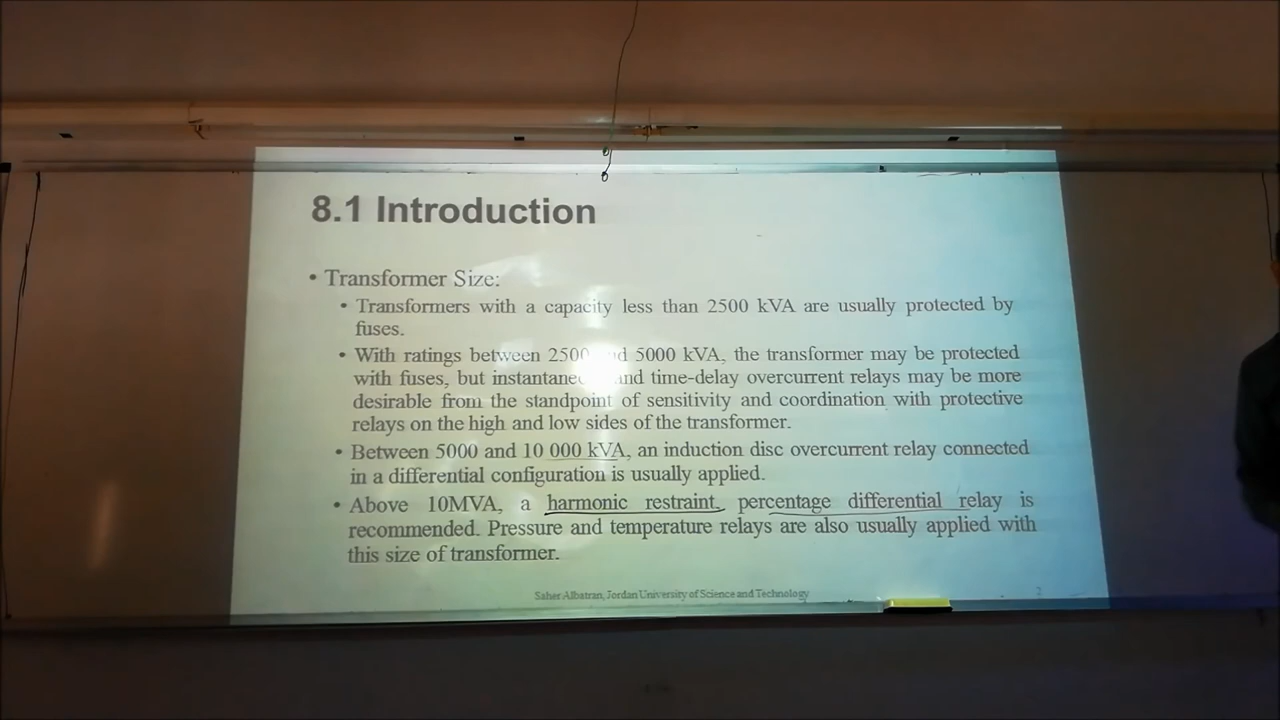 8.1 Introduction
• Transformer Size:
• Transformers with a capacity less than 2500 kVA are usually protected by
fuses.
• With ratings between 2500 5000 kVA, the transformer may be protected
with fuses, but and time-delay overcurrent relays may be more
desirable from the standpoint of sensitivity and coordination with protective
relays on the high and low sides of the transformer.
• Between 5000 and 10 000 kVA, an induction disc overcurrent relay connected
in a differential configuration is usually applied.
• Above 10MVA, a harmonic restraint, percentage differential relay is
recommended. Pressure and temperature relays are also usually applied with
this size of transformer.
Saher Albatran, Jordan University of Science and Technology
2